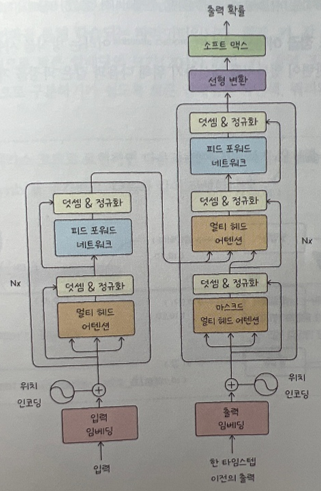 출력 확률
소프트 맥스
선형 변환
덧셈 & 정규화
피드 포워드
네트워크
덧셈 & 정규화
멀티 헤드
어텐션
Nx
덧셈 & 정규화
마스크드
멀티 헤드 어텐션
위치
인코딩
출력
임베딩
한 타임스텝
이전의 출력
덧셈 & 정규화
피드 포워드
네트워크
Nx
덧셈 & 정규화
멀티 헤드
어텐션
위치
인코딩
입력
임베딩
입력